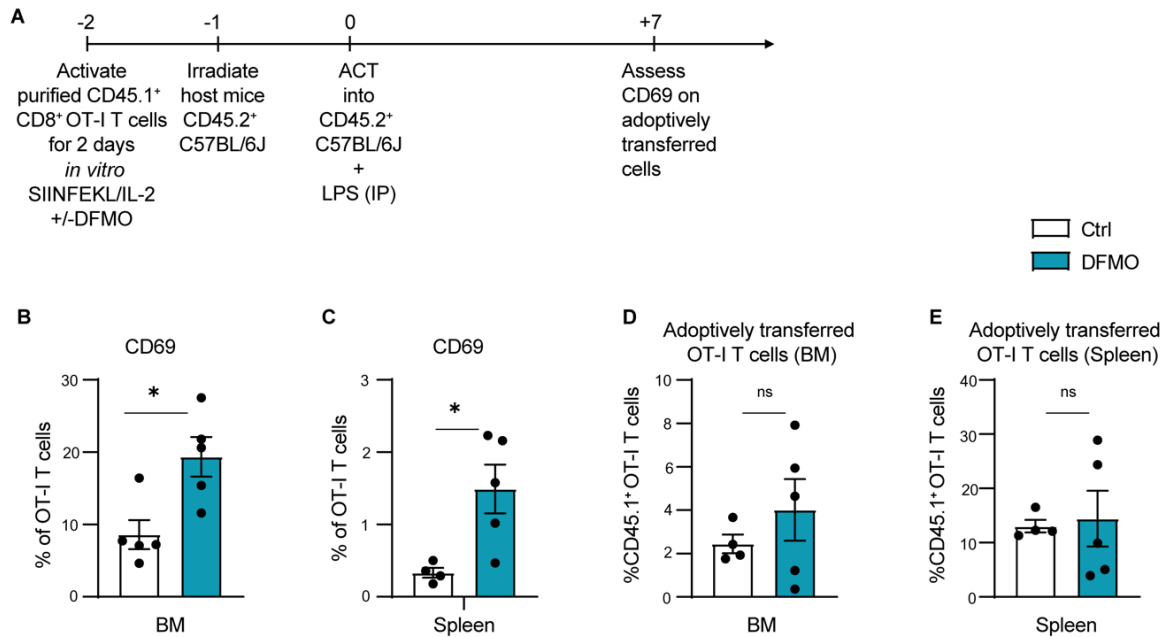 A
-2
-1
0
+7
Activate
purified CD45.1⁺
CD8⁺ OT-I T cells
for 2 days
in vitro
SIINFEKL/IL-2
+/-DFMO
Irradiate
host mice
CD45.2⁺
C57BL/6J
ACT
into
CD45.2⁺
C57BL/6J
+
LPS (IP)
Assess
CD69 on
adoptively
transferred
cells
Ctrl
DFMO
B
CD69
% of OT-I T cells
30
20
10
0
*
BM
C
CD69
% of OT-I T cells
3
2
1
0
*
Spleen
D
Adoptively transferred
OT-I T cells (BM)
%CD45.1⁺ OT-I T cells
10
8
6
4
2
0
ns
BM
E
Adoptively transferred
OT-I T cells (Spleen)
%CD45.1⁺ OT-I T cells
40
30
20
10
0
ns
Spleen